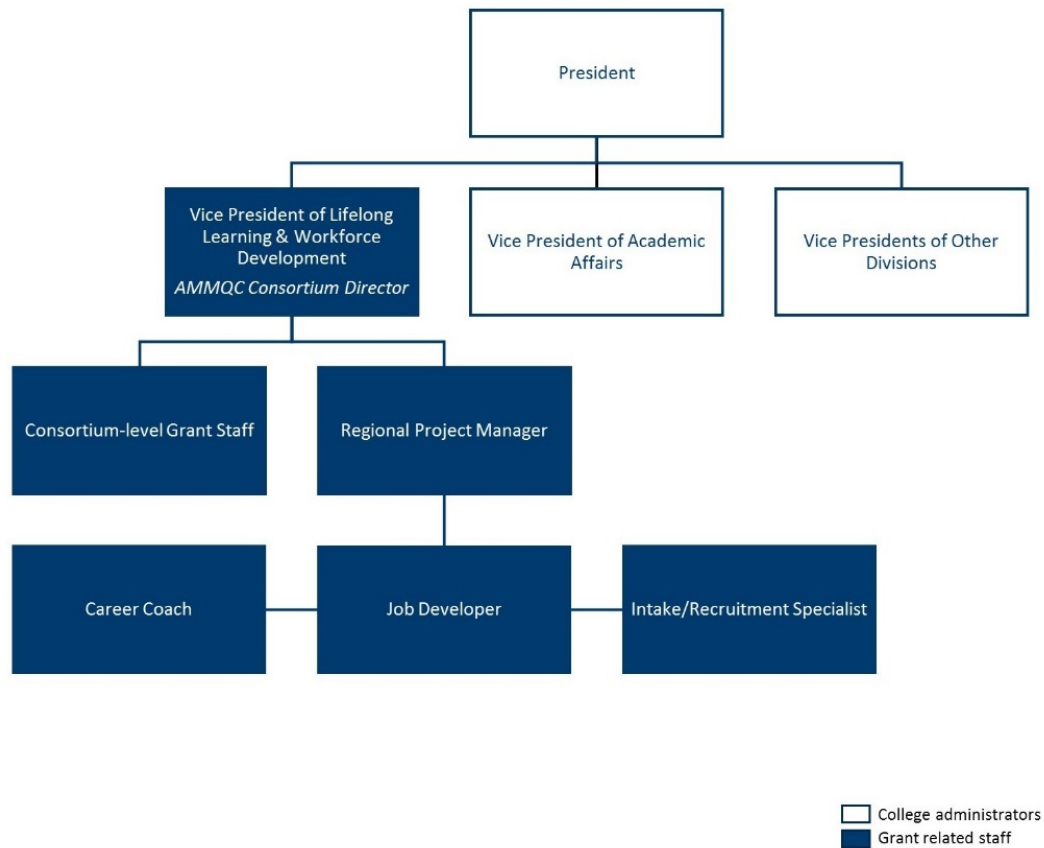 President
Vice President of Lifelong
Learning & Workforce
Development
AMMQC Consortium Director
Vice President of Academic
Affairs
Vice Presidents of Other
Divisions
Consortium-level Grant Staff
Regional Project Manager
Career Coach
Job Developer
Intake/Recruitment Specialist
College administrators
Grant related staff